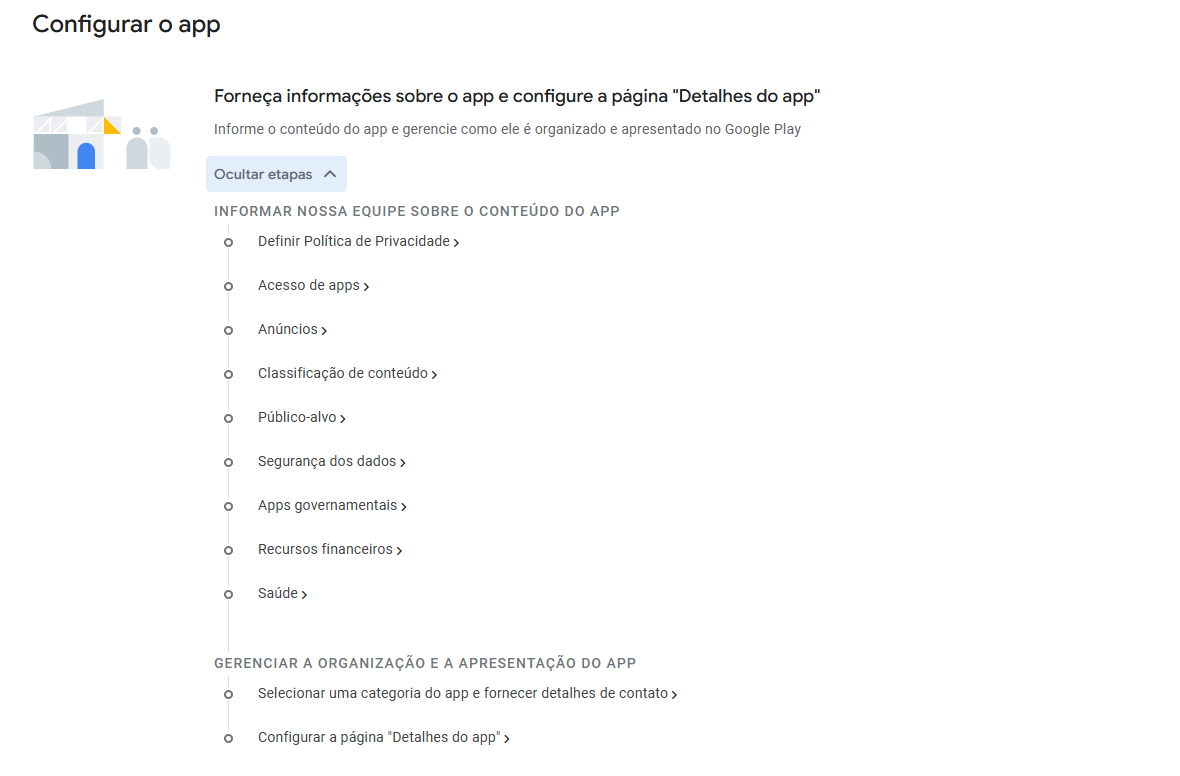 Configurar o app
Forneça informações sobre o app e configure a página "Detalhes do app"
Informe o conteúdo do app e gerencie como ele é organizado e apresentado no Google Play
Ocultar etapas
INFORMAR NOSSA EQUIPE SOBRE O CONTEÚDO DO APP
Definir Política de Privacidade
Acesso de apps
Anúncios
Classificação de conteúdo
Público-alvo
Segurança dos dados
Apps governamentais
Recursos financeiros
Saúde
GERENCIAR A ORGANIZAÇÃO E A APRESENTAÇÃO DO APP
Selecionar uma categoria do app e fornecer detalhes de contato
Configurar a página "Detalhes do app"